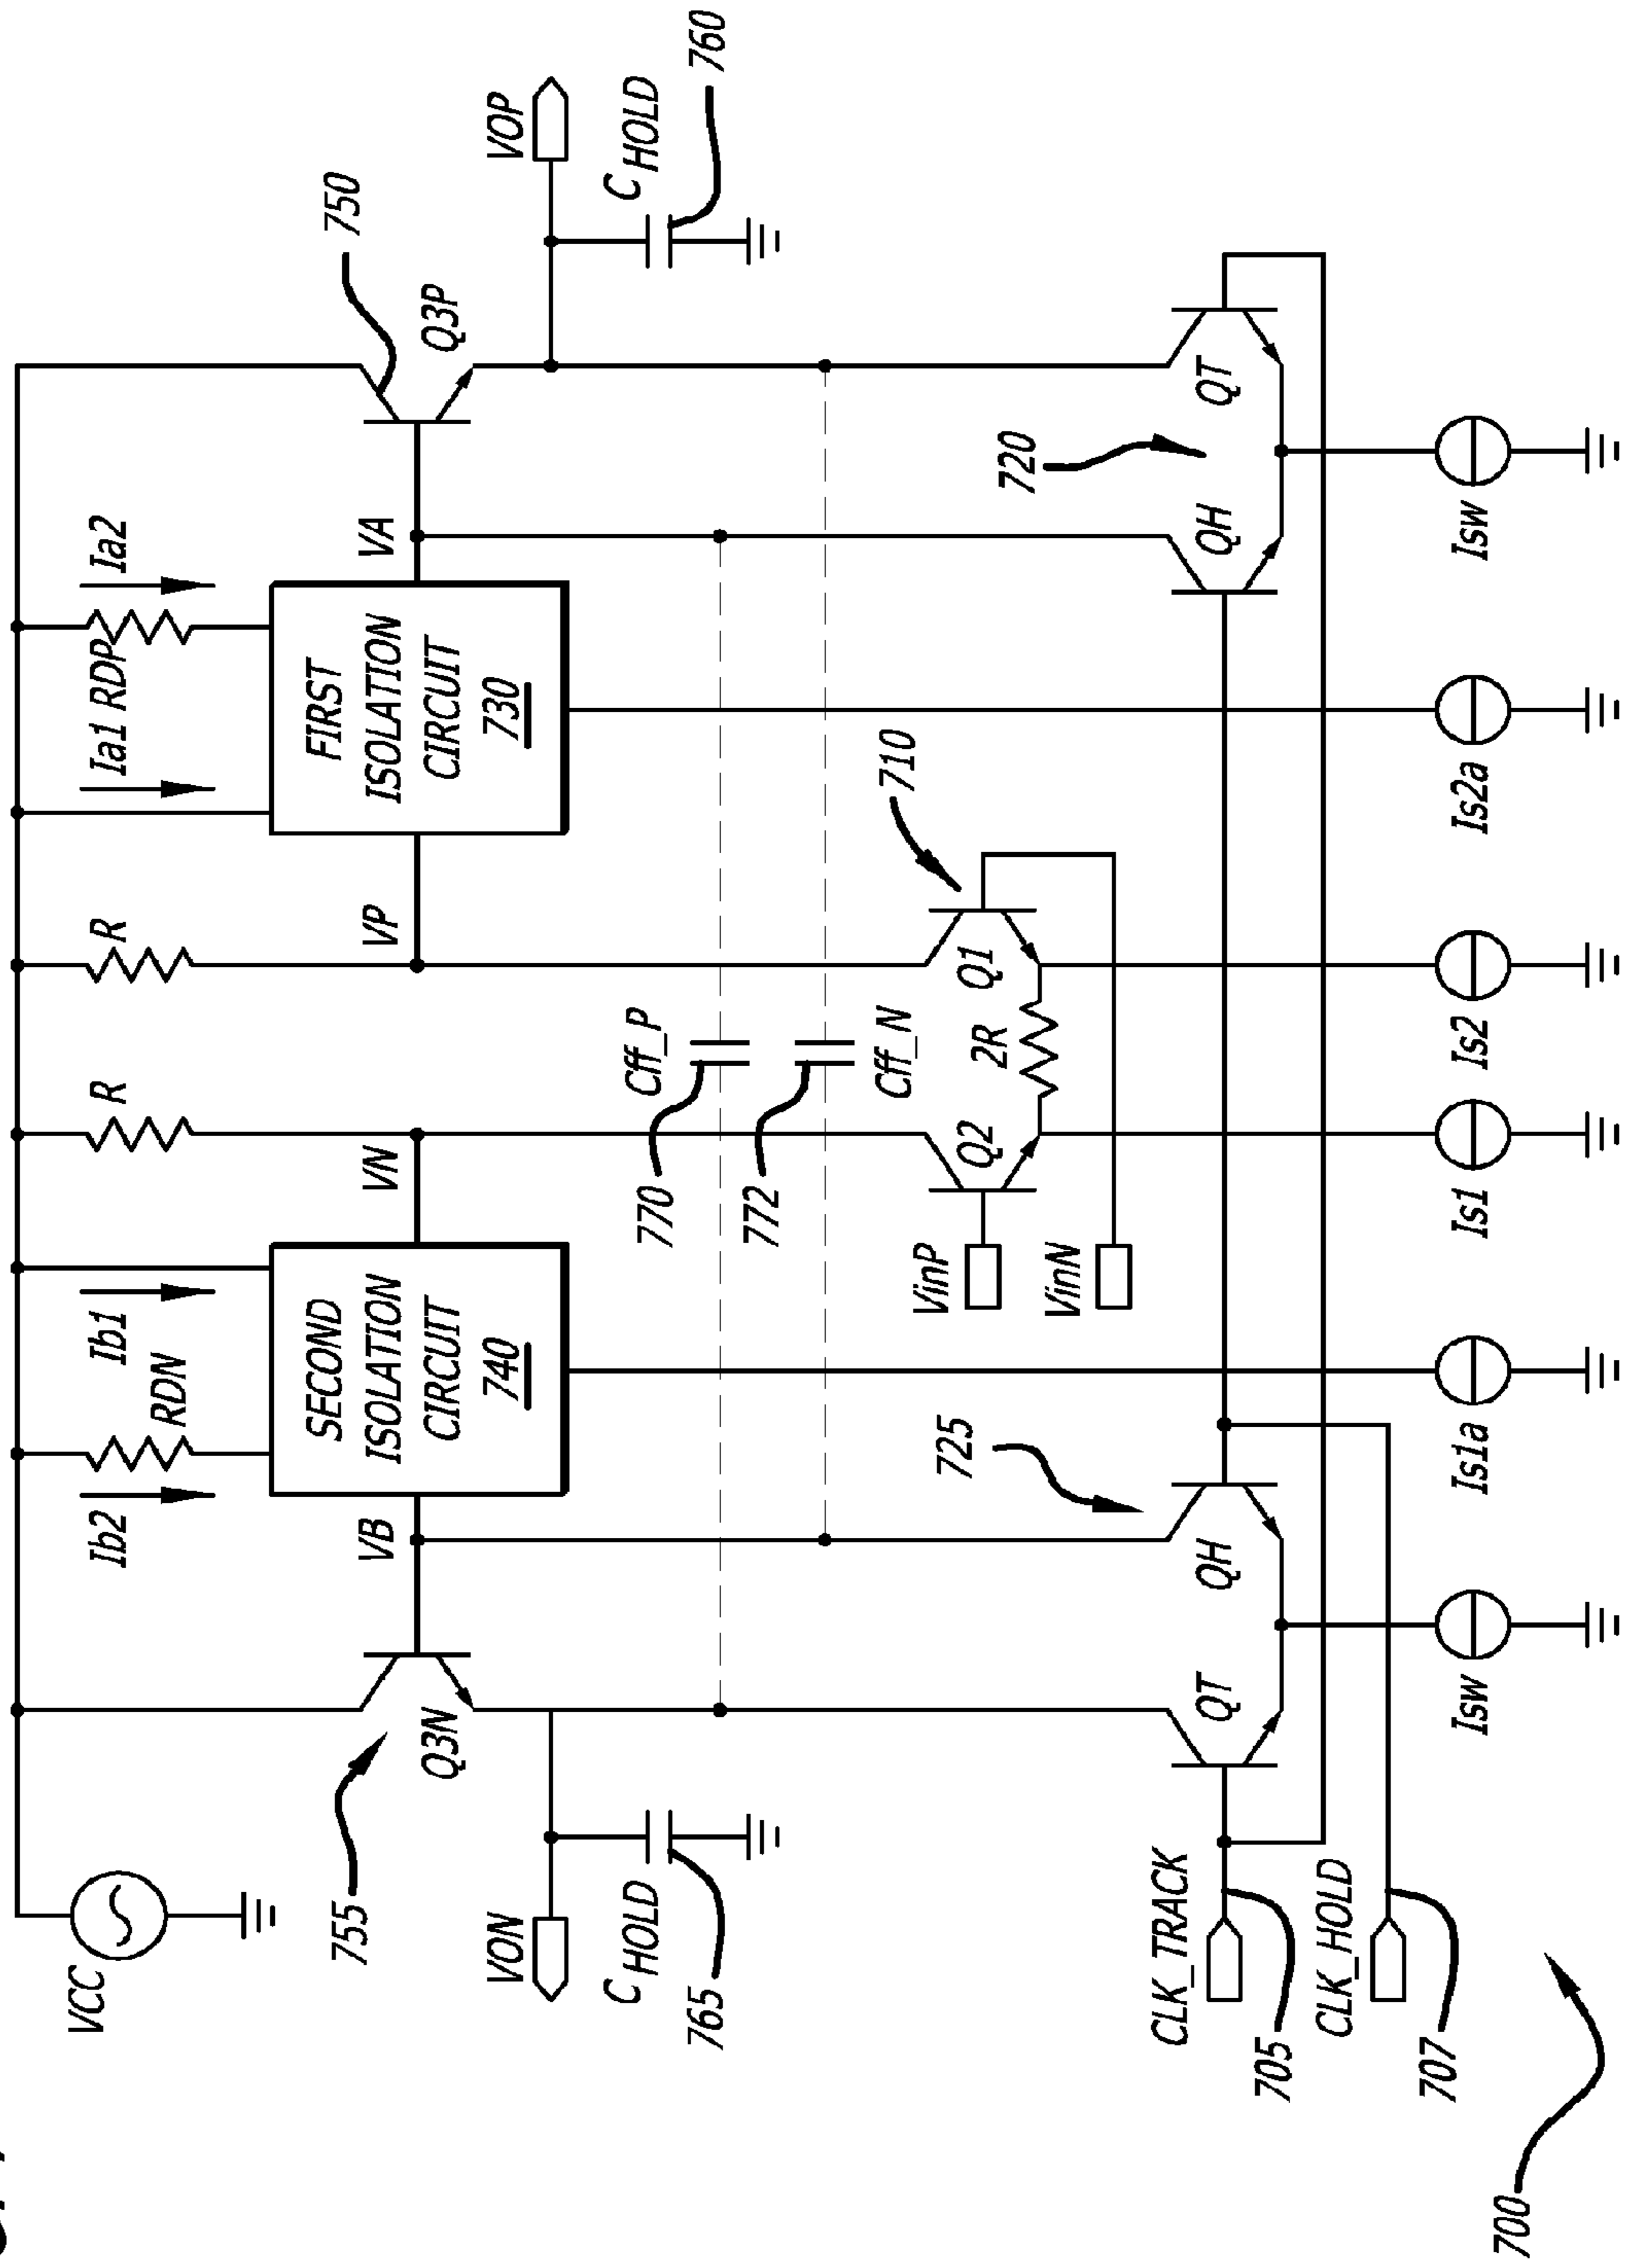 VCC
Ib2
RDN
Ib1
R
R
Ia1 RDP
Ia2
755
Q3N
VB
SECOND
ISOLATION
CIRCUIT
740
VN
VP
FIRST
ISOLATION
CIRCUIT
730
VA
750
Q3P
VON
VOP
C HOLD
765
770
Cff_P
772
Cff_N
C HOLD
760
725
VinP
VinN
Q2
2R
Q1
710
720
CLK_TRACK
705
CLK_HOLD
707
QT
QH
QH
QT
Isw
Is1a
Is1
Is2
Is2a
Isw
700